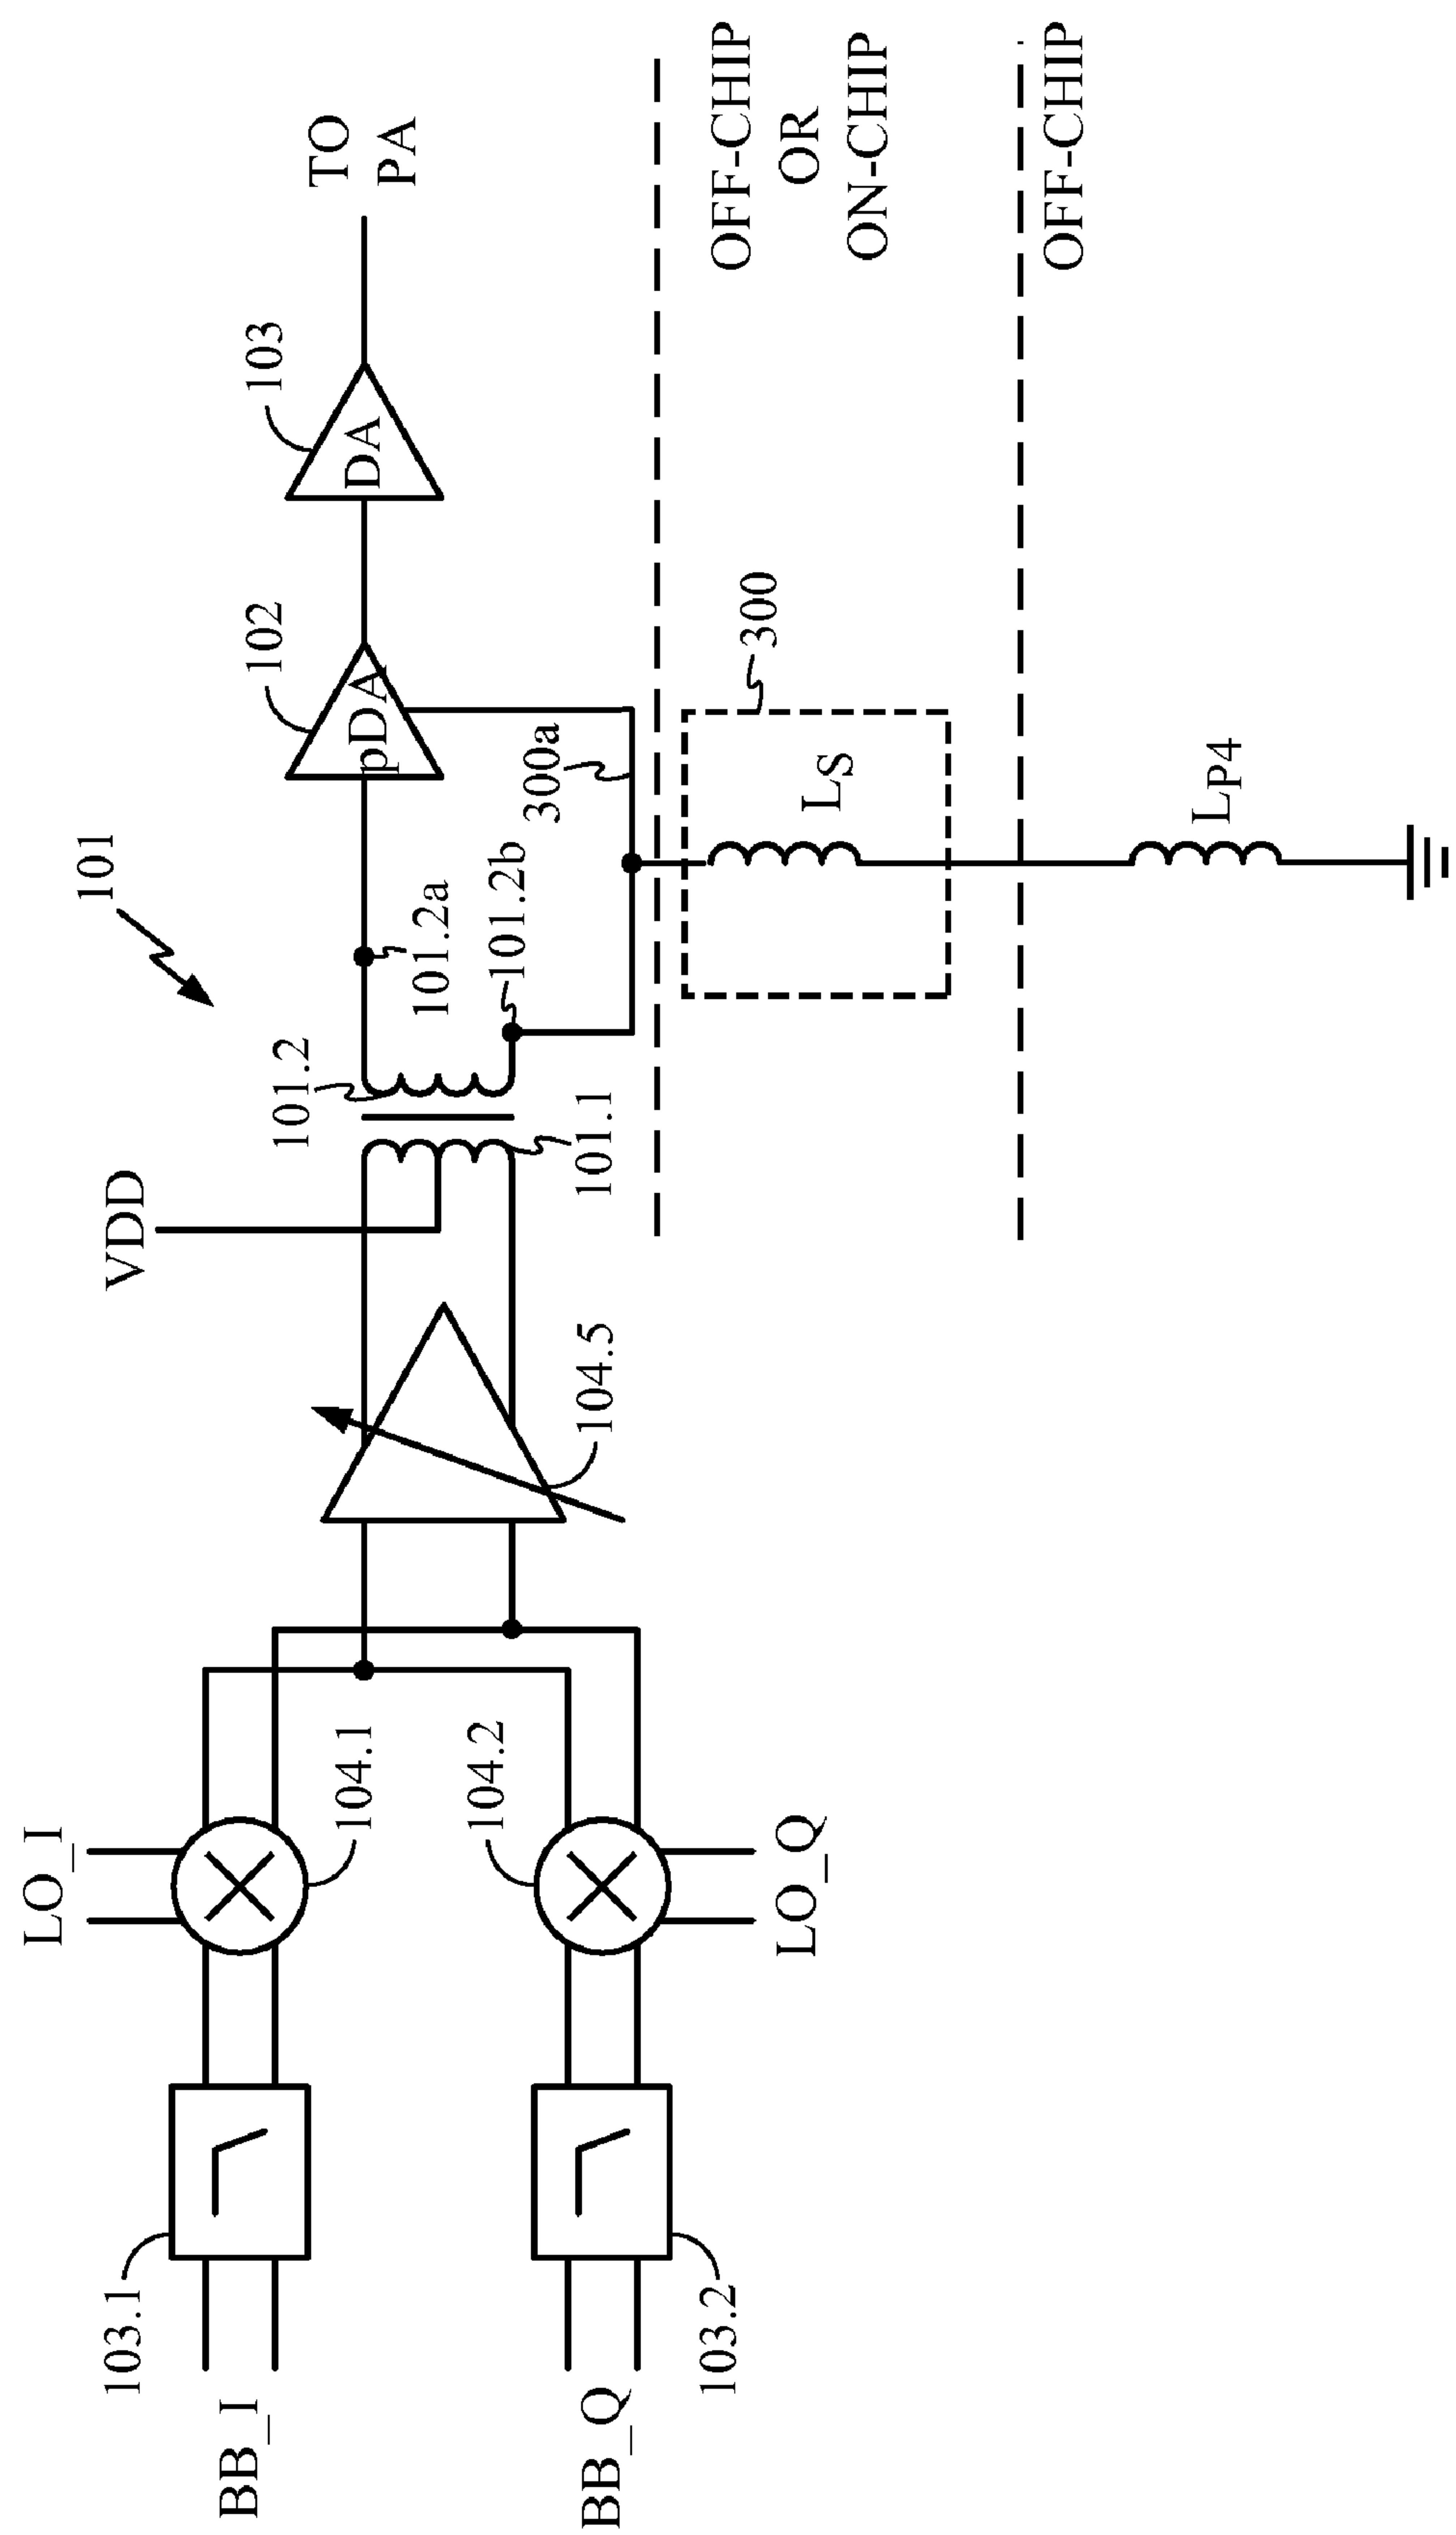 101
VDD
101.2
102
103
TO
PA
LO_I
103.1
BB_I
104.1
101.2a
pDA
DA
101.2b
300a
104.2
104.5
101.1
BB_Q
103.2
LO_Q
300
LS
OFF-CHIP
OR
ON-CHIP
OFF-CHIP
LP4